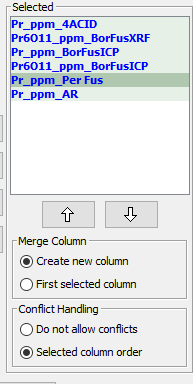 Selected
Pr_ppm_4ACID
Pr6O11_ppm_BorFusXRF
Pr_ppm_BorFusICP
Pr6O11_ppm_BorFusICP
Pr_ppm_Per Fus
Pr_ppm_AR
Merge Column
Create new column
First selected column
Conflict Handling
Do not allow conflicts
Selected column order